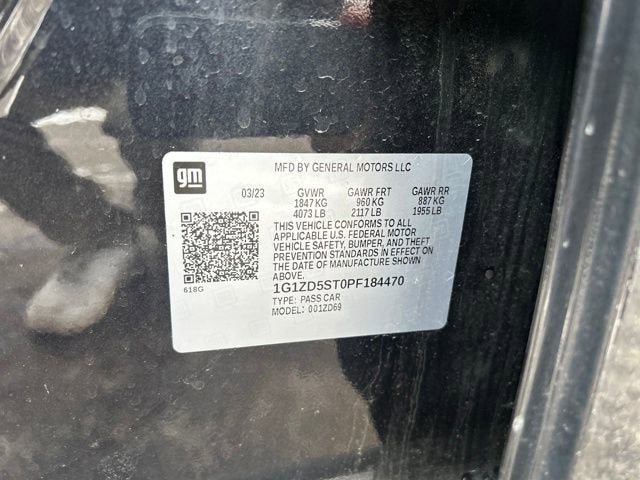 gm
MFD BY GENERAL MOTORS LLC
03/23 GVWR GAWR FRT GAWR RR
1847 KG 960 KG 887 KG
4073 LB 2117 LB 1955 LB
THIS VEHICLE CONFORMS TO ALL
APPLICABLE U.S. FEDERAL MOTOR
VEHICLE SAFETY, BUMPER, AND THEFT
PREVENTION STANDARDS IN EFFECT ON
THE DATE OF MANUFACTURE SHOWN
ABOVE.
618G
1G1ZD5ST0PF184470
TYPE: PASS CAR
MODEL: 001ZD69